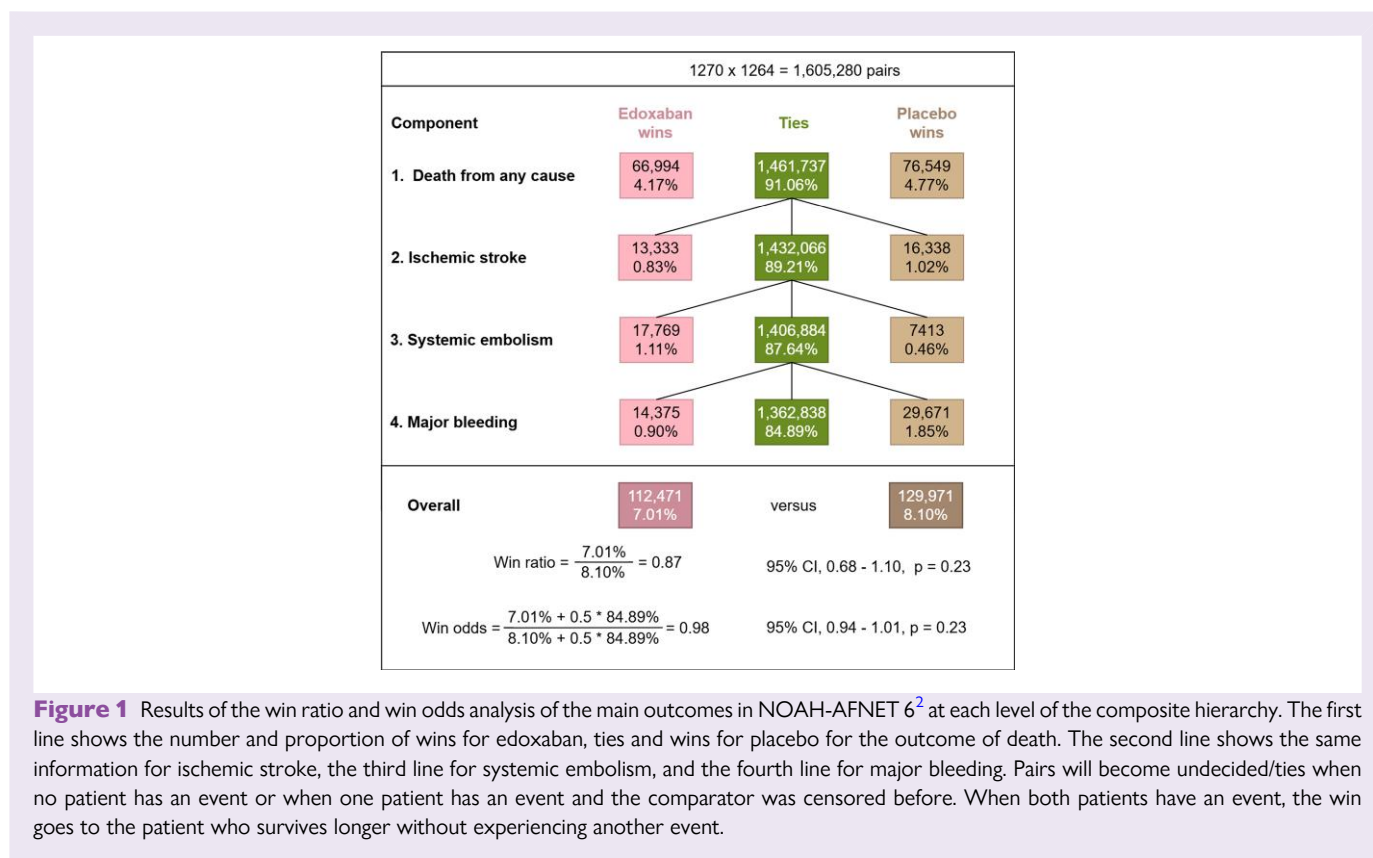 1270 x 1264 = 1,605,280 pairs
Component
Edoxaban
wins
Ties
Placebo
wins
1. Death from any cause
66,994
4.17%
1,461,737
91.06%
76,549
4.77%
2. Ischemic stroke
13,333
0.83%
1,432,066
89.21%
16,338
1.02%
3. Systemic embolism
17,769
1.11%
1,406,884
87.64%
7413
0.46%
4. Major bleeding
14,375
0.90%
1,362,838
84.89%
29,671
1.85%
Overall
112,471
7.01%
versus
129,971
8.10%
Win ratio = 7.01% / 8.10% = 0.87
95% CI, 0.68 - 1.10, p = 0.23
Win odds = 7.01% + 0.5 * 84.89% / 8.10% + 0.5 * 84.89% = 0.98
95% CI, 0.94 - 1.01, p = 0.23
Figure 1 Results of the win ratio and win odds analysis of the main outcomes in NOAH-AFNET 6² at each level of the composite hierarchy. The first
line shows the number and proportion of wins for edoxaban, ties and wins for placebo for the outcome of death. The second line shows the same
information for ischemic stroke, the third line for systemic embolism, and the fourth line for major bleeding. Pairs will become undecided/ties when
no patient has an event or when one patient has an event and the comparator was censored before. When both patients have an event, the win
goes to the patient who survives longer without experiencing another event.